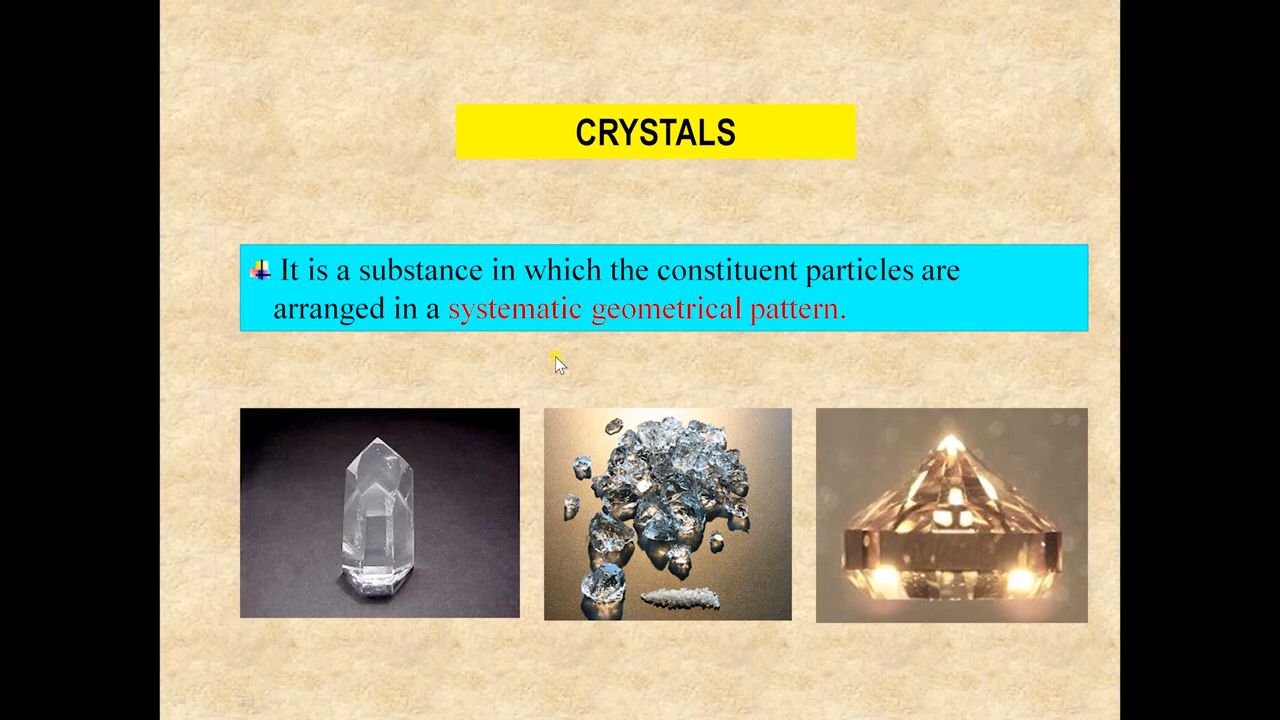 CRYSTALS
It is a substance in which the constituent particles are
arranged in a systematic geometrical pattern.